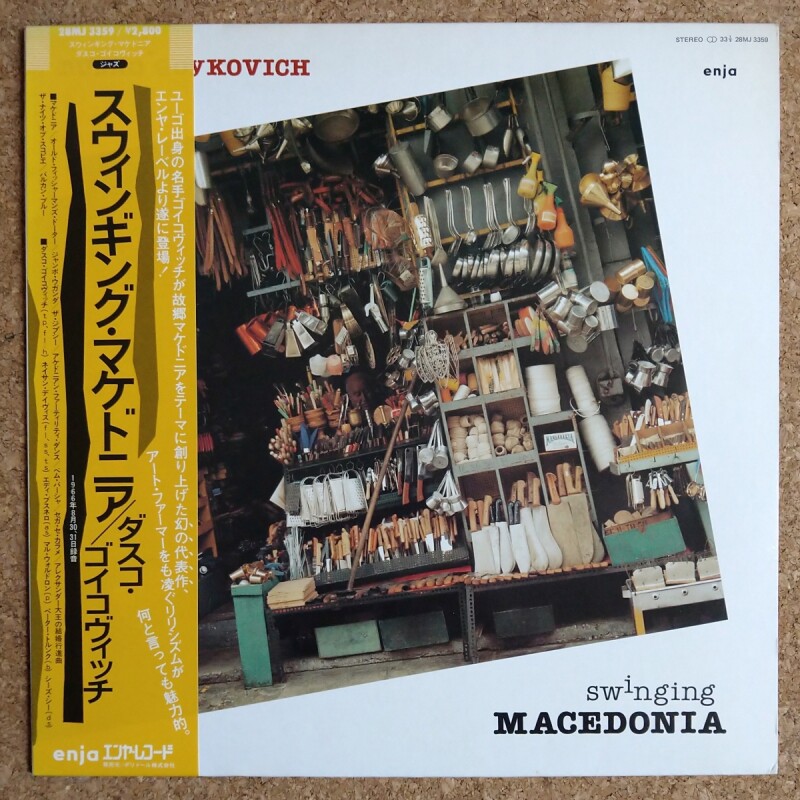 28MJ 3259/¥2,800
スウィンギング・マケドニア
ダスコ・ゴイコヴィッチ
ジャズ
スウィンギング・マケドニア/ダスコ・ゴイコヴィッチ
ユーゴ出身の名手ゴイコヴィッチが故郷マケドニアをテーマに創り上げた幻の代表作、
エンヤ・レーベルより遂に登場!
アート・ファーマーをも凌ぐリリシズムが
何と言っても魅力的。
1966年8月30、31日録音
enja エンヤ・レコード
YKOVICH
STEREO 33⅓ 28MJ 3259
enja
swinging
MACEDONIA